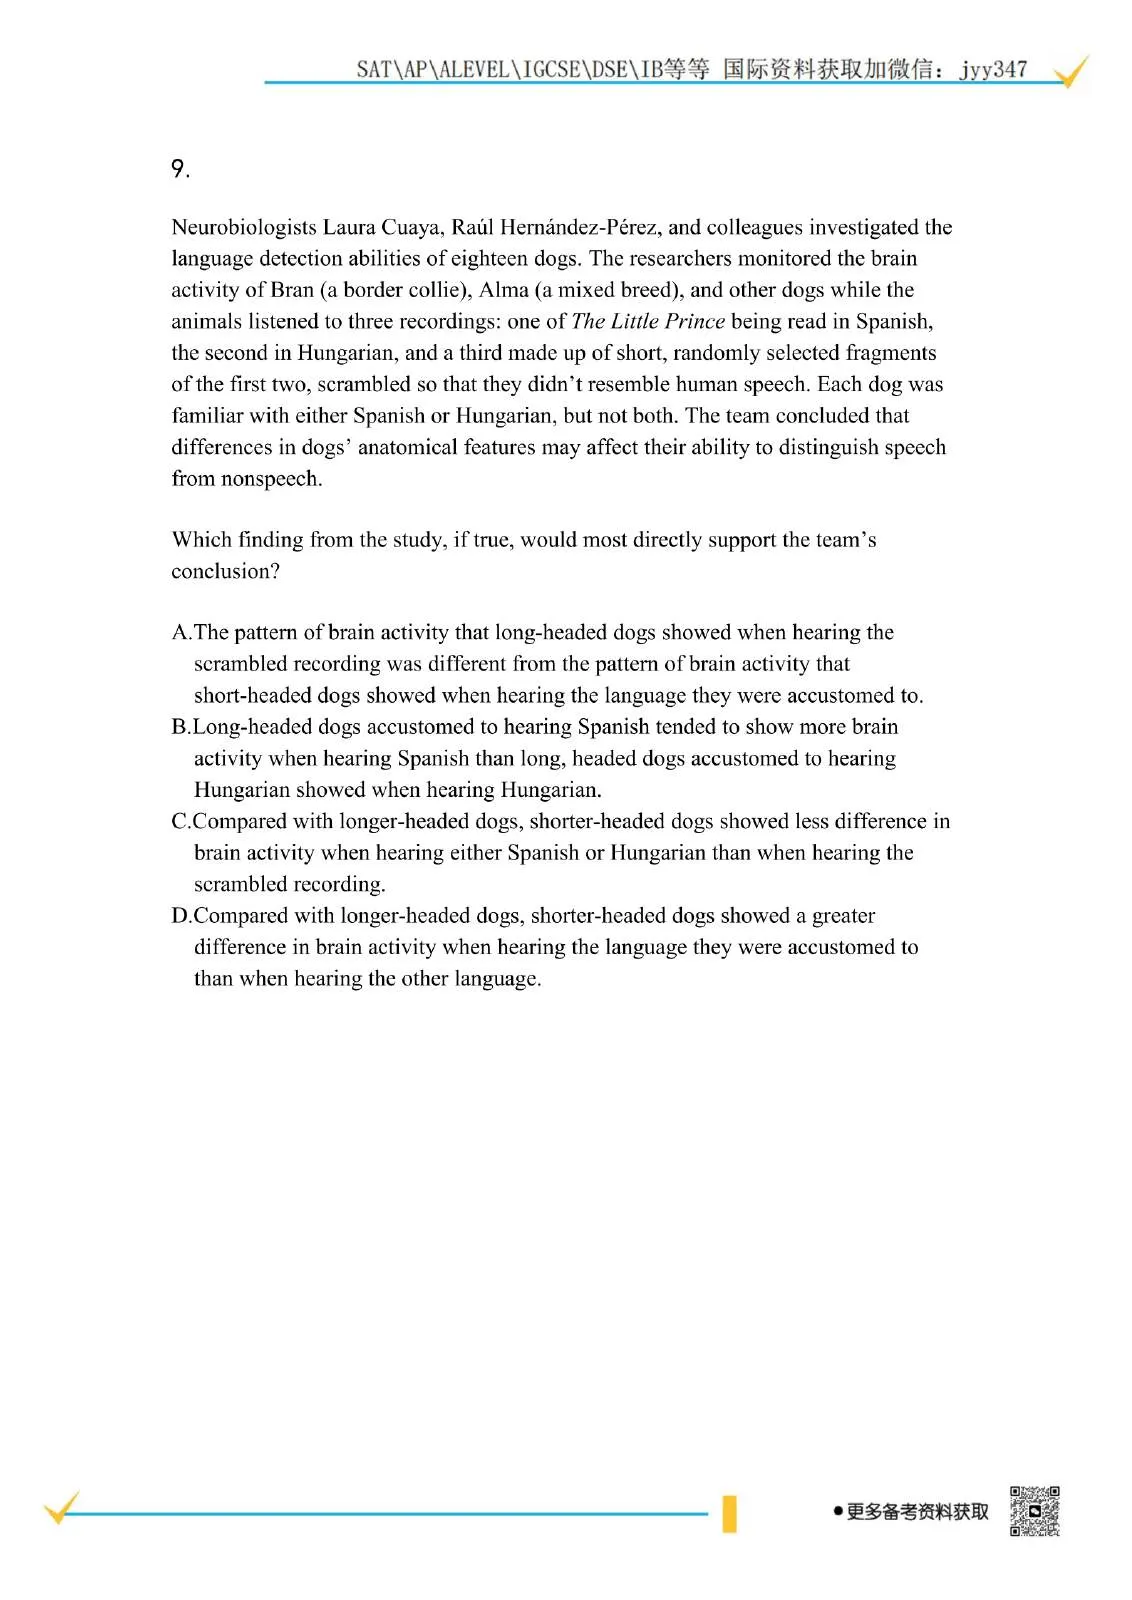 SAT\AP\ALEVEL\IGCSE\DSE\IB等等 国际资料获取加微信：jyy347
9.
Neurobiologists Laura Cuaya, Raúl Hernández-Pérez, and colleagues investigated the
language detection abilities of eighteen dogs. The researchers monitored the brain
activity of Bran (a border collie), Alma (a mixed breed), and other dogs while the
animals listened to three recordings: one of The Little Prince being read in Spanish,
the second in Hungarian, and a third made up of short, randomly selected fragments
of the first two, scrambled so that they didn’t resemble human speech. Each dog was
familiar with either Spanish or Hungarian, but not both. The team concluded that
differences in dogs’ anatomical features may affect their ability to distinguish speech
from nonspeech.
Which finding from the study, if true, would most directly support the team’s
conclusion?
A.The pattern of brain activity that long-headed dogs showed when hearing the
scrambled recording was different from the pattern of brain activity that
short-headed dogs showed when hearing the language they were accustomed to.
B.Long-headed dogs accustomed to hearing Spanish tended to show more brain
activity when hearing Spanish than long, headed dogs accustomed to hearing
Hungarian showed when hearing Hungarian.
C.Compared with longer-headed dogs, shorter-headed dogs showed less difference in
brain activity when hearing either Spanish or Hungarian than when hearing the
scrambled recording.
D.Compared with longer-headed dogs, shorter-headed dogs showed a greater
difference in brain activity when hearing the language they were accustomed to
than when hearing the other language.
●更多备考资料获取